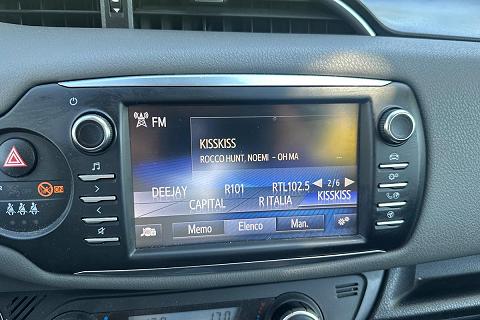 FM
KISSKISS
ROCCO HUNT, NOEMI - OH MA ...
DEEJAY R101 RTL102.5 2/6
CAPITAL R ITALIA KISSKISS
Memo Elenco Man.